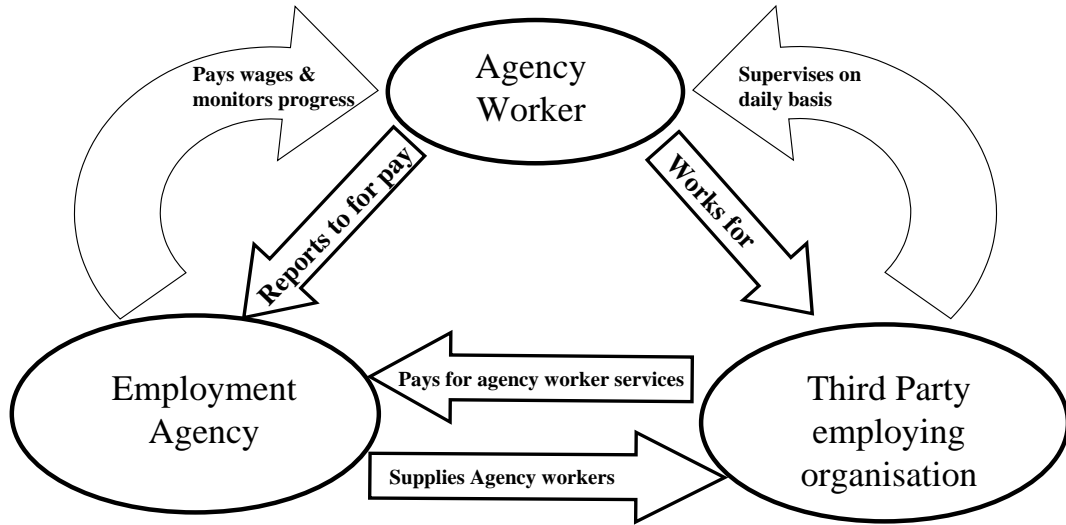 Agency
Worker
Pays wages &
monitors progress
Supervises on
daily basis
Reports to for pay
Works for
Employment
Agency
Pays for agency worker services
Supplies Agency workers
Third Party
employing
organisation